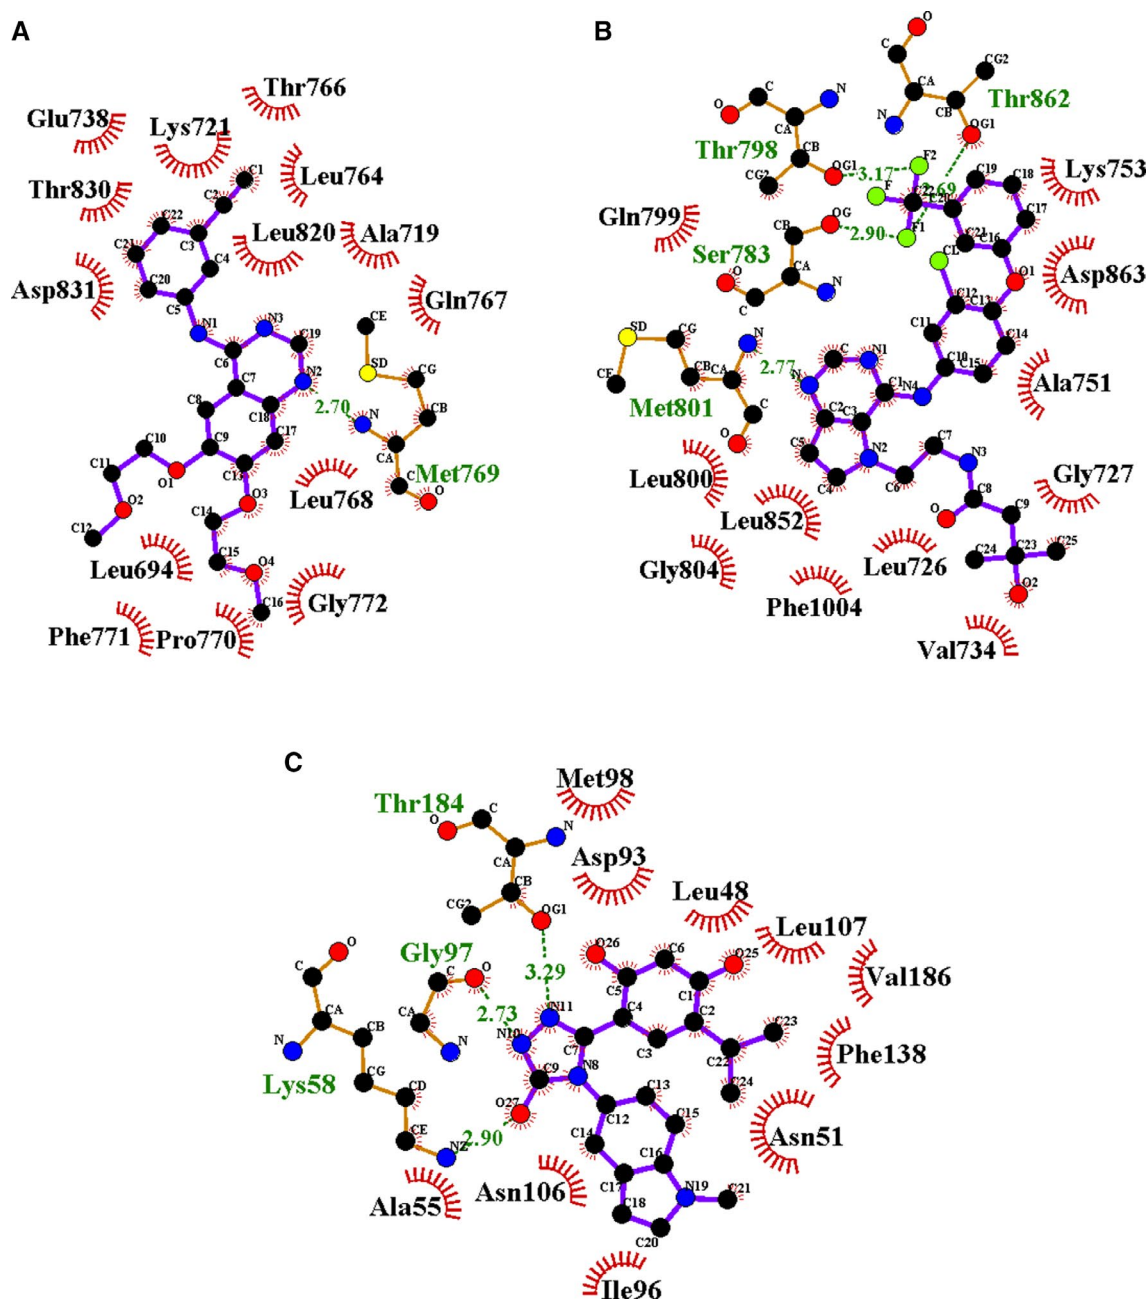 A
Thr766
Glu738
Lys721
Thr830
Leu764
Leu820
Ala719
Asp831
Gln767
C1
C2
C22
C3
C21
C4
C20
C5
N1
N3
C19
C6
N2
C7
C8
C18
C17
C9
C10
C11
O1
O2
C12
O3
C14
C15
O4
C16
CE
SD
CG
CB
N
CA
C
O
2.70
Met769
Leu768
Leu694
Gly772
Phe771
Pro770
B
O
C
CG2
CA
N
CB
OG1
Thr862
C
O
N
CA
CB
CG2
OG1
Thr798
3.17
F2
F
C22
F1
C19
C18
C17
C16
CL
O1
Lys753
Gln799
Ser783
CB
OG
2.90
CA
O
C
N
Asp863
C12
C13
C11
C14
C15
SD
CG
CE
CB
CA
N
C
O
2.77
Met801
N
C
N1
C1
N4
C2
C3
C5
C4
N2
C6
C7
N3
C8
C9
O
C24
C23
C25
O2
Ala751
Leu800
Leu852
Gly727
Gly804
Leu726
Phe1004
Val734
C
Met98
Thr184
O
C
N
CA
CB
CG2
OG1
Asp93
Leu48
Leu107
Val186
Gly97
C
O
CA
N
2.73
3.29
O
C
CA
N
CB
CG
CD
CE
NZ
Lys58
2.90
O26
C6
O25
C5
C1
C4
C2
C3
N11
N10
C7
N8
C9
O27
C22
C23
C24
C12
C13
C14
C15
C16
C17
C18
N19
C21
C20
Phe138
Asn51
Ala55
Asn106
Ile96